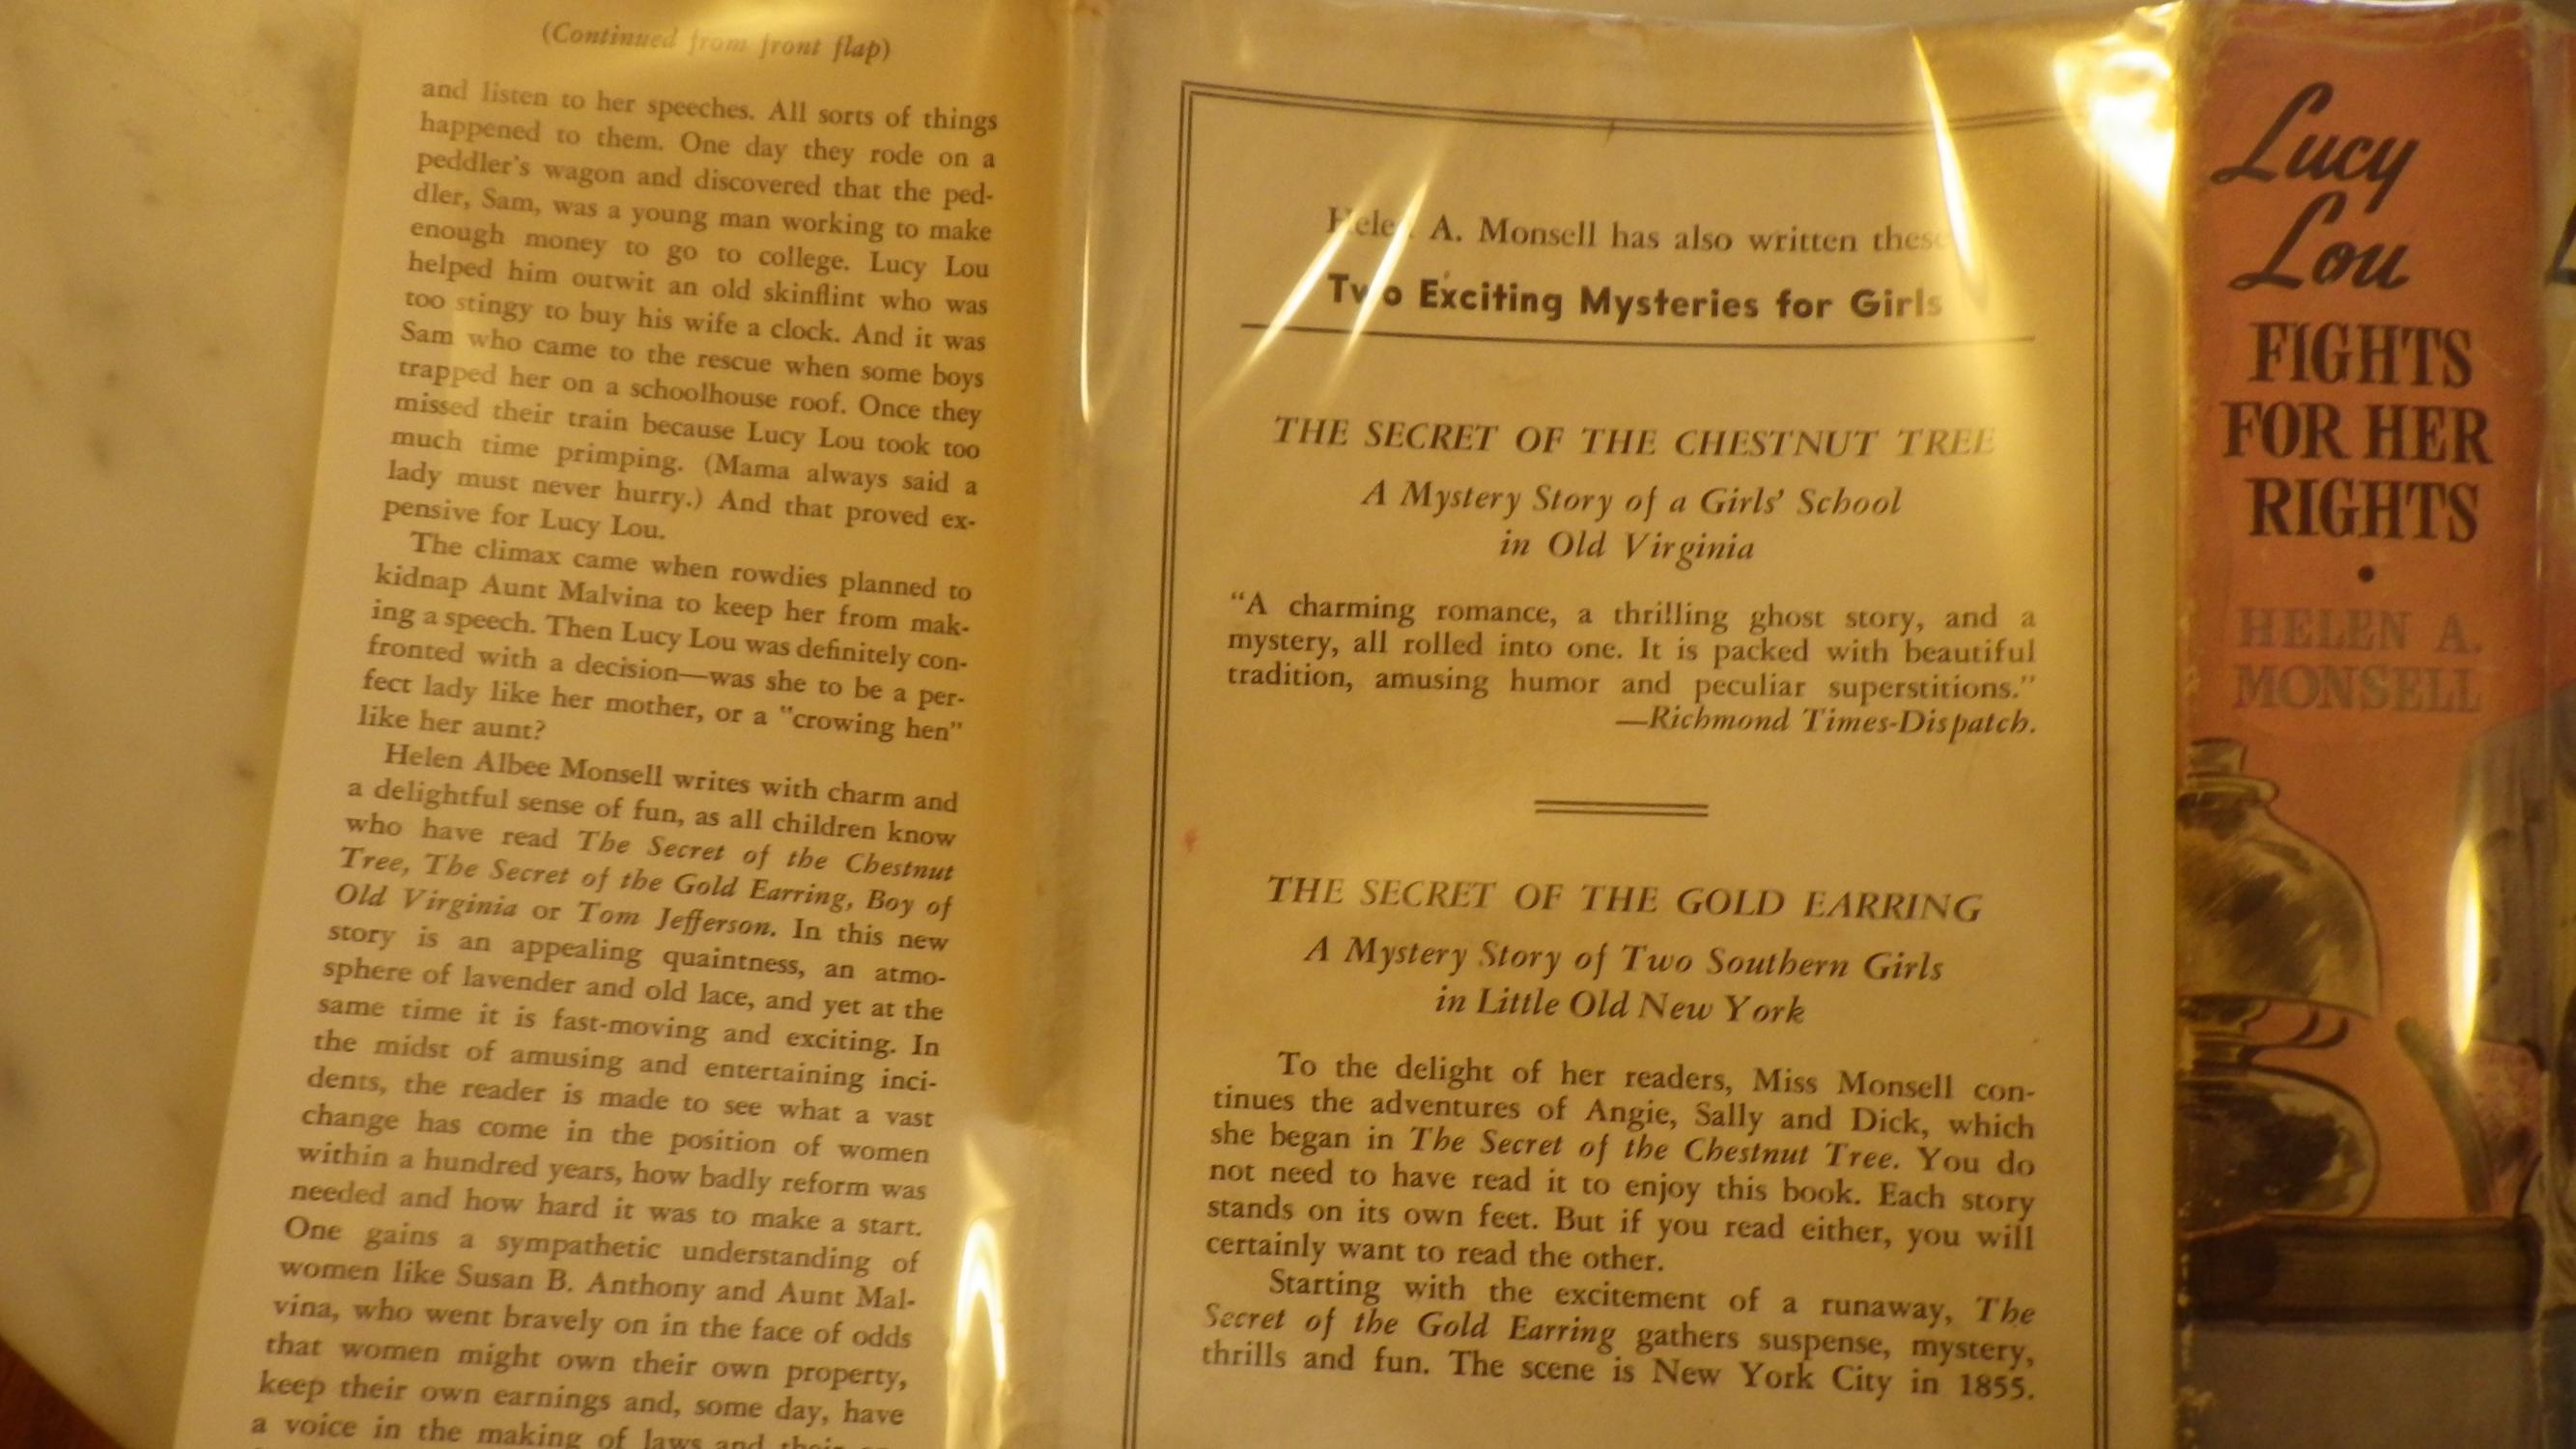 (Continued from front flap)
and listen to her speeches. All sorts of things
happened to them. One day they rode on a
peddler's wagon and discovered that the ped-
dler, Sam, was a young man working to make
enough money to go to college. Lucy Lou
helped him outwit an old skinflint who was
too stingy to buy his wife a clock. And it was
Sam who came to the rescue when some boys
trapped her on a schoolhouse roof. Once they
missed their train because Lucy Lou took too
much time primping. (Mama always said a
lady must never hurry.) And that proved ex-
pensive for Lucy Lou.
The climax came when rowdies planned to
kidnap Aunt Malvina to keep her from mak-
ing a speech. Then Lucy Lou was definitely con-
fronted with a decision—was she to be a per-
fect lady like her mother, or a "crowing hen"
like her aunt?
Helen Albee Monsell writes with charm and
a delightful sense of fun, as all children know
who have read The Secret of the Chestnut
Tree, The Secret of the Gold Earring, Boy of
Old Virginia or Tom Jefferson. In this new
story is an appealing quaintness, an atmo-
sphere of lavender and old lace, and yet at the
same time it is fast-moving and exciting. In
the midst of amusing and entertaining inci-
dents, the reader is made to see what a vast
change has come in the position of women
within a hundred years, how badly reform was
needed and how hard it was to make a start.
One gains a sympathetic understanding of
women like Susan B. Anthony and Aunt Mal-
vina, who went bravely on in the face of odds
that women might own their own property,
keep their own earnings and, some day, have
a voice in the making of laws and their
Helen A. Monsell has also written these
Two Exciting Mysteries for Girls
THE SECRET OF THE CHESTNUT TREE
A Mystery Story of a Girls' School
in Old Virginia
"A charming romance, a thrilling ghost story, and a
mystery, all rolled into one. It is packed with beautiful
tradition, amusing humor and peculiar superstitions."
—Richmond Times-Dispatch.
THE SECRET OF THE GOLD EARRING
A Mystery Story of Two Southern Girls
in Little Old New York
To the delight of her readers, Miss Monsell con-
tinues the adventures of Angie, Sally and Dick, which
she began in The Secret of the Chestnut Tree. You do
not need to have read it to enjoy this book. Each story
stands on its own feet. But if you read either, you will
certainly want to read the other.
Starting with the excitement of a runaway, The
Secret of the Gold Earring gathers suspense, mystery,
thrills and fun. The scene is New York City in 1855.
Lucy
Lou
FIGHTS
FOR HER
RIGHTS
•
HELEN A.
MONSELL